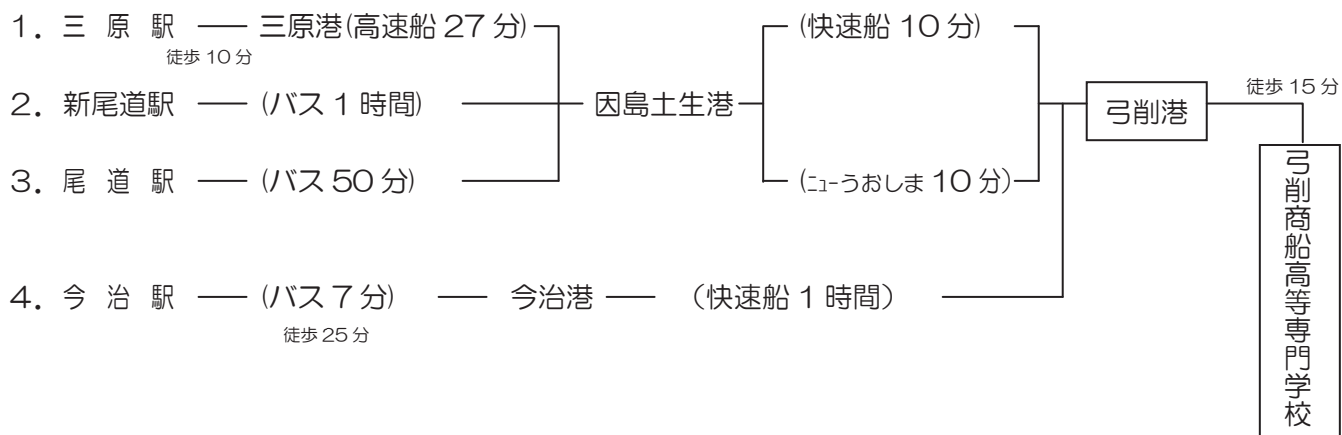 1．三原駅 三原港(高速船 27 分) (快速船 10 分)
徒歩 10 分
徒歩 15 分
2．新尾道駅 (バス 1 時間) 因島土生港 弓削港
3．尾道駅 (バス 50 分) (ﾆｭｰうおしま 10 分)
4．今治駅 (バス 7 分) 今治港 (快速船 1 時間)
徒歩 25 分
弓削商船高等専門学校